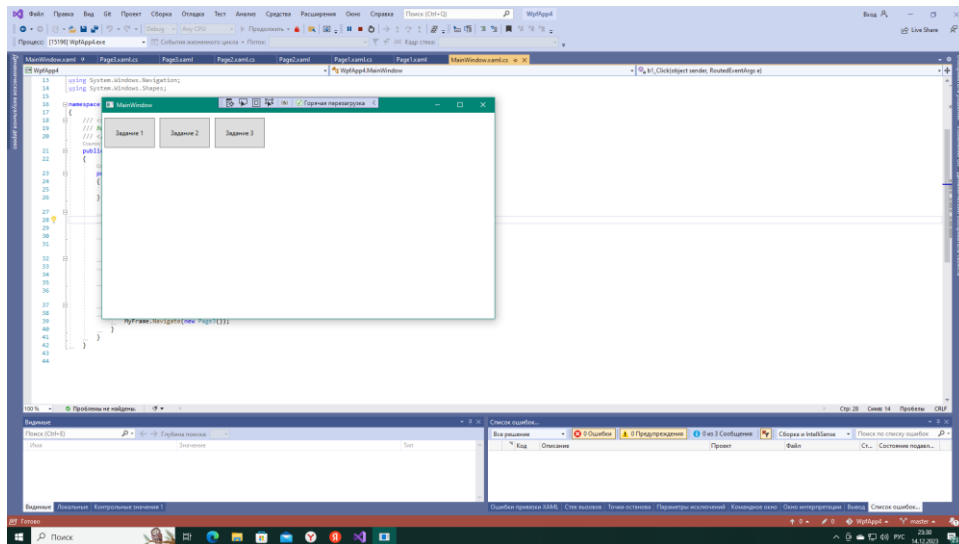 Файл Правка Вид Git Проект Сборка Отладка Тест Анализ Средства Расширения Окно Справка Поиск (Ctrl+Q) WpfApp4 Вход
Debug Any CPU Продолжить Live Share
Процесс: [15196] WpfApp4.exe События жизненного цикла Поток: Кадр стека:
MainWindow.xaml Page3.xaml.cs Page3.xaml Page2.xaml.cs Page2.xaml Page1.xaml.cs Page1.xaml MainWindow.xaml.cs
WpfApp4 WpfApp4.MainWindow b1_Click(object sender, RoutedEventArgs e)
13 using System.Windows.Navigation;
14 using System.Windows.Shapes;
15
16 namespace
17 {
18 ///
19 ///
20 ///
21 public
22 {
23
24 {
25
26 }
27
28
29
30
31
32
33
34
35
36
37
38
39 MyFrame.Navigate(new Page3());
40 }
41 }
42 }
43
44
MainWindow Горячая перезагрузка
Задание 1 Задание 2 Задание 3
100 % Проблемы не найдены. Стр: 28 Симв: 14 Пробелы CRLF
Видимые
Поиск (Ctrl+E) Глубина поиска:
Имя Значение Тип
Видимые Локальные Контрольные значения 1
Список ошибок...
Все решение 0 Ошибки 0 Предупреждения 0 из 3 Сообщения Сборка и IntelliSense Поиск по списку ошибок
Код Описание Проект Файл Ст... Состояние подавл...
Ошибки привязки XAML Стек вызовов Точки останова Параметры исключений Командное окно Окно интерпретации Вывод Список ошибок...
Готово 0 0 WpfApp4 master
Поиск РУС 23:30
14.12.2023